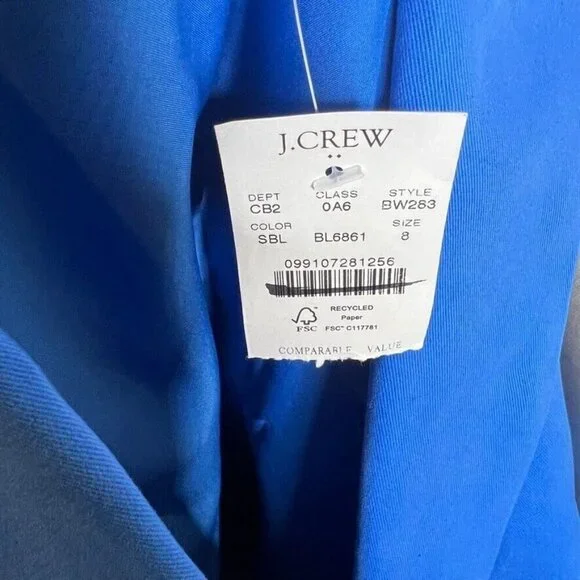 J.CREW
DEPT CLASS STYLE
CB2 0A6 BW283
COLOR SIZE
SBL BL6861 8
099107281256
RECYCLED
Paper
FSC FSC® C117781
COMPARABLE VALUE